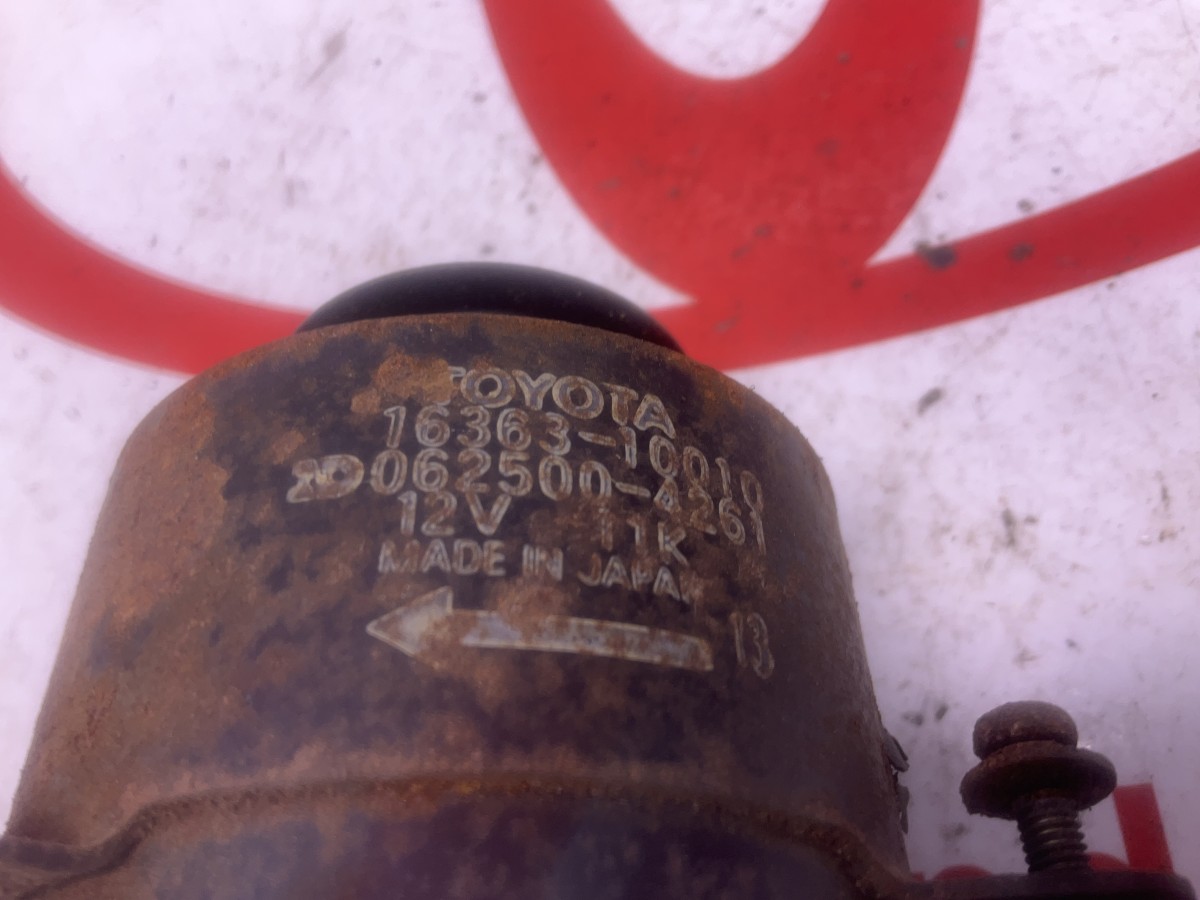 TOYOTA
16363-10010
062500-4261
12V 11K
MADE IN JAPAN
13